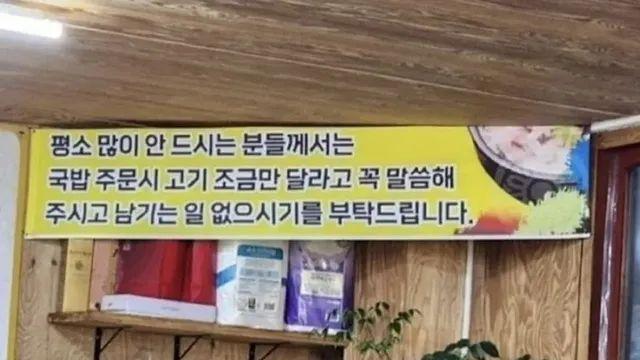 평소 많이 안 드시는 분들께서는
국밥 주문시 고기 조금만 달라고 꼭 말씀해
주시고 남기는 일 없으시기를 부탁드립니다.